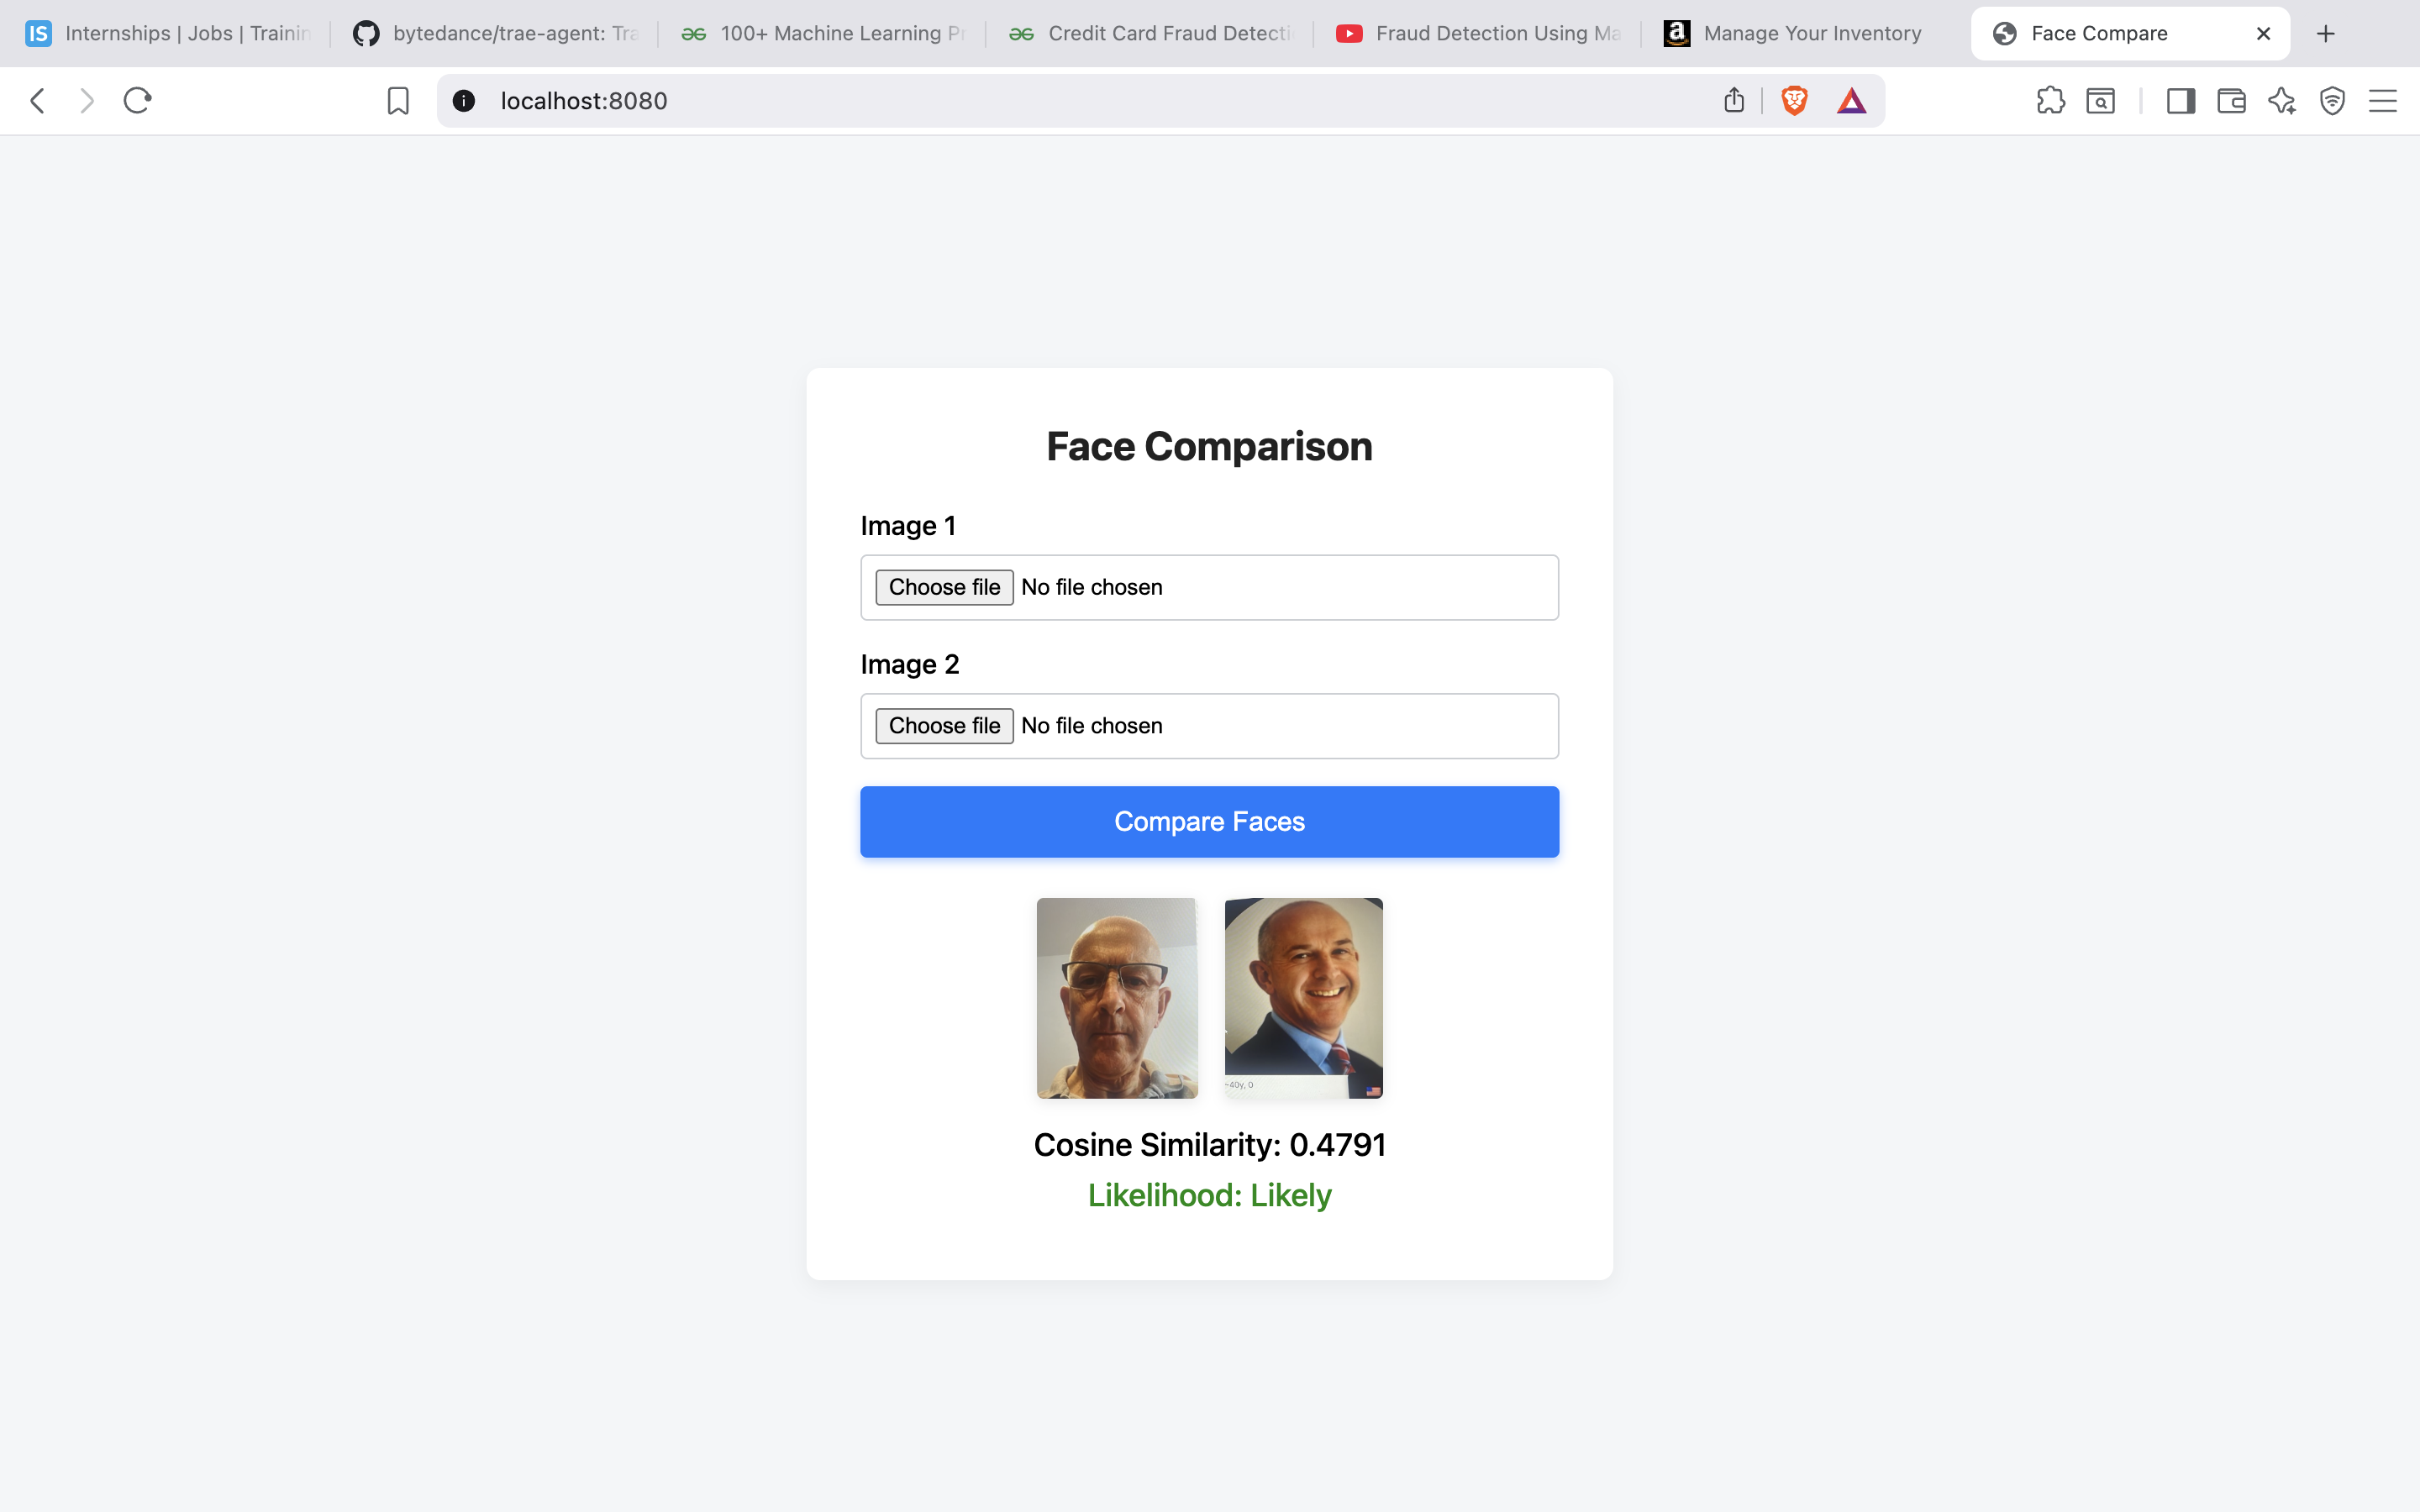 IS Internships | Jobs | Trainin
bytedance/trae-agent: Tra
100+ Machine Learning Pr
Credit Card Fraud Detecti
Fraud Detection Using Ma
a Manage Your Inventory
Face Compare
localhost:8080
Face Comparison
Image 1
Choose file No file chosen
Image 2
Choose file No file chosen
Compare Faces
~40y, 0
Cosine Similarity: 0.4791
Likelihood: Likely